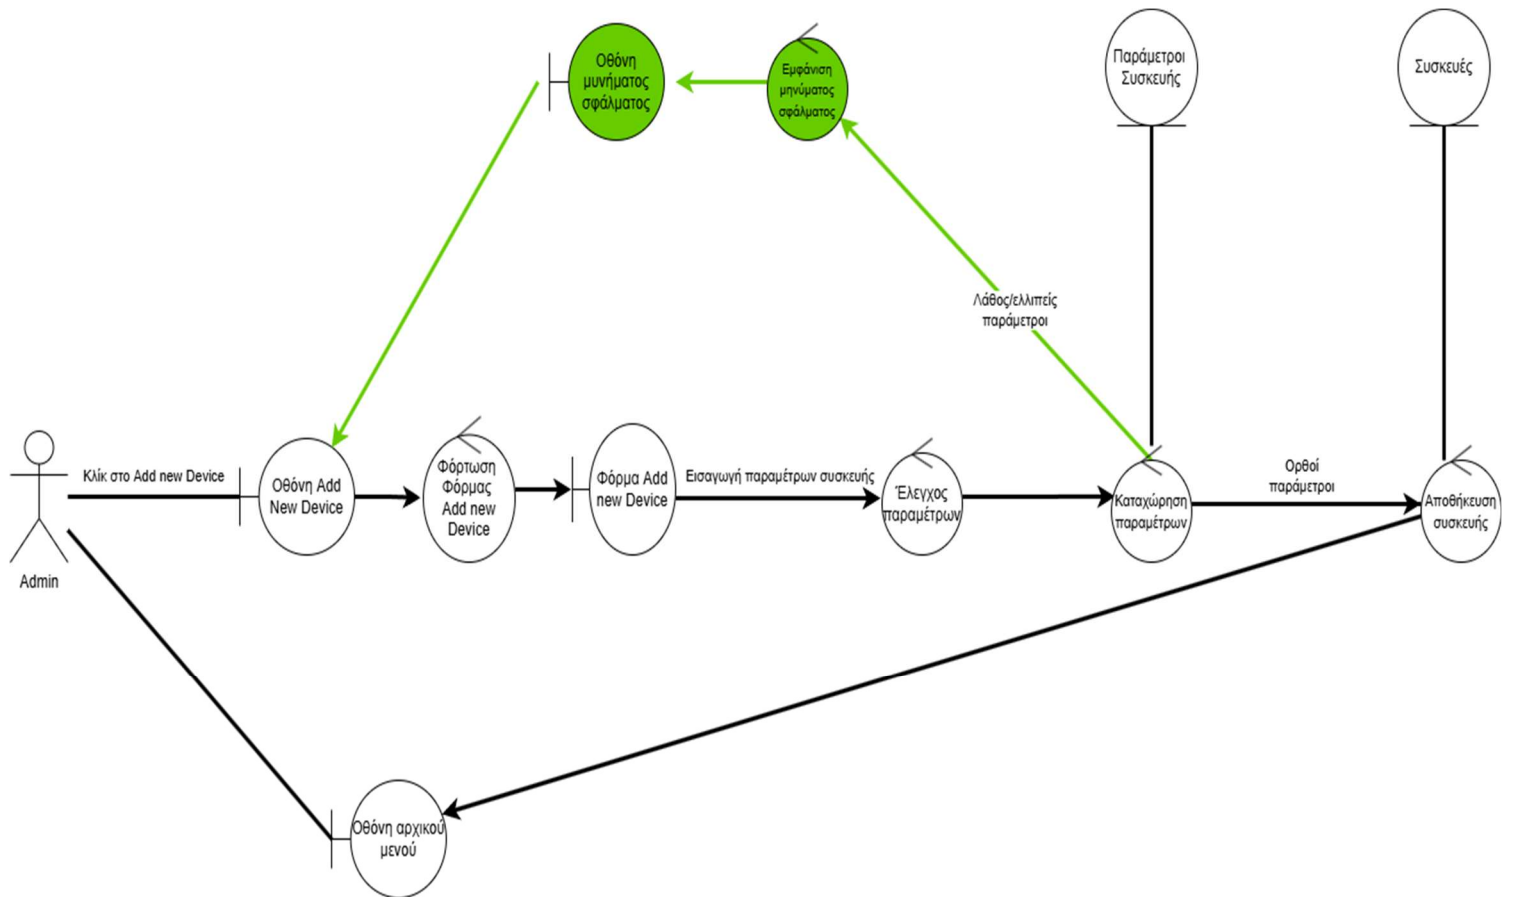 Οθόνη
μυνήματος
σφάλματος
Εμφάνιση
μηνύματος
σφάλματος
Παράμετροι
Συσκευής
Συσκευές
Λάθος/ελλιπείς
παράμετροι
Κλίκ στο Add new Device
Οθόνη Add
New Device
Φόρτωση
Φόρμας
Add new
Device
Φόρμα Add
new Device
Εισαγωγή παραμέτρων συσκευής
Έλεγχος
παραμέτρων
Καταχώρηση
παραμέτρων
Ορθοί
παράμετροι
Αποθήκευση
συσκευής
Admin
Οθόνη αρχικού
μενού